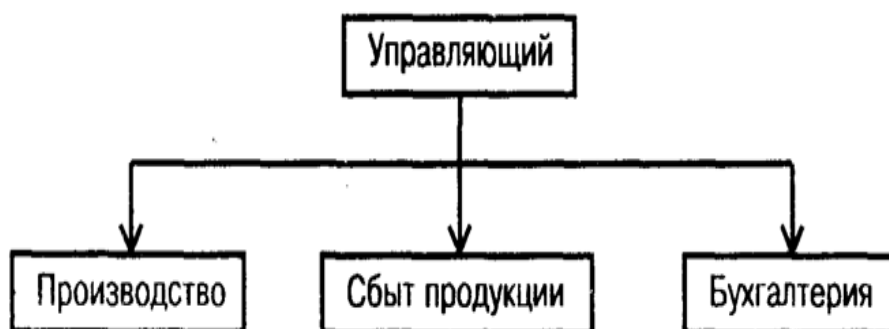 Управляющий
Производство
Сбыт продукции
Бухгалтерия